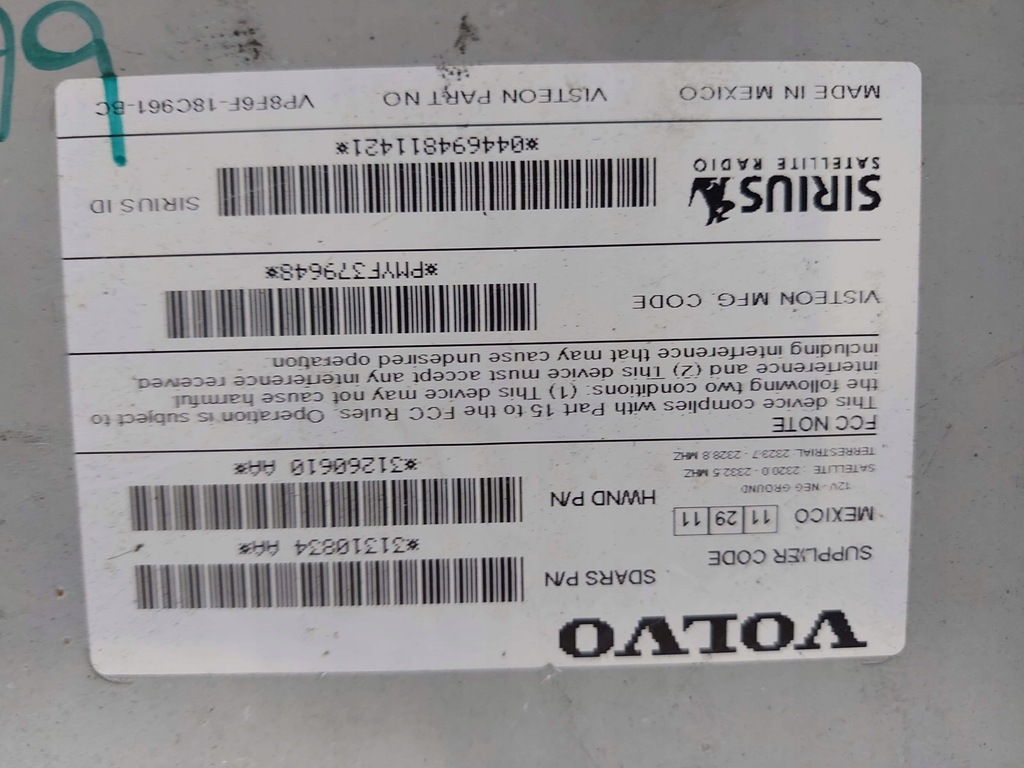 VOLVO
SUPPLIER CODE
SDARS P/N
*31310834 AA*
MEXICO 11 29 11
HWND P/N
*31260610 AA*
12V - NEG GROUND
SATELLITE : 2320.0 - 2332.5 MHZ
TERRESTRIAL: 2323.7 - 2328.8 MHZ
FCC NOTE
This device complies with Part 15 to the FCC Rules. Operation is subject to
the following two conditions: (1) This device may not cause harmful
interference and (2) This device must accept any interference received,
including interference that may cause undesired operation.
VISTEON MFG. CODE
*PMYF379648*
SIRIUS
SATELLITE RADIO
SIRIUS ID
*044694811421*
MADE IN MEXICO VISTEON PART NO VP8F6F-18C961-BC